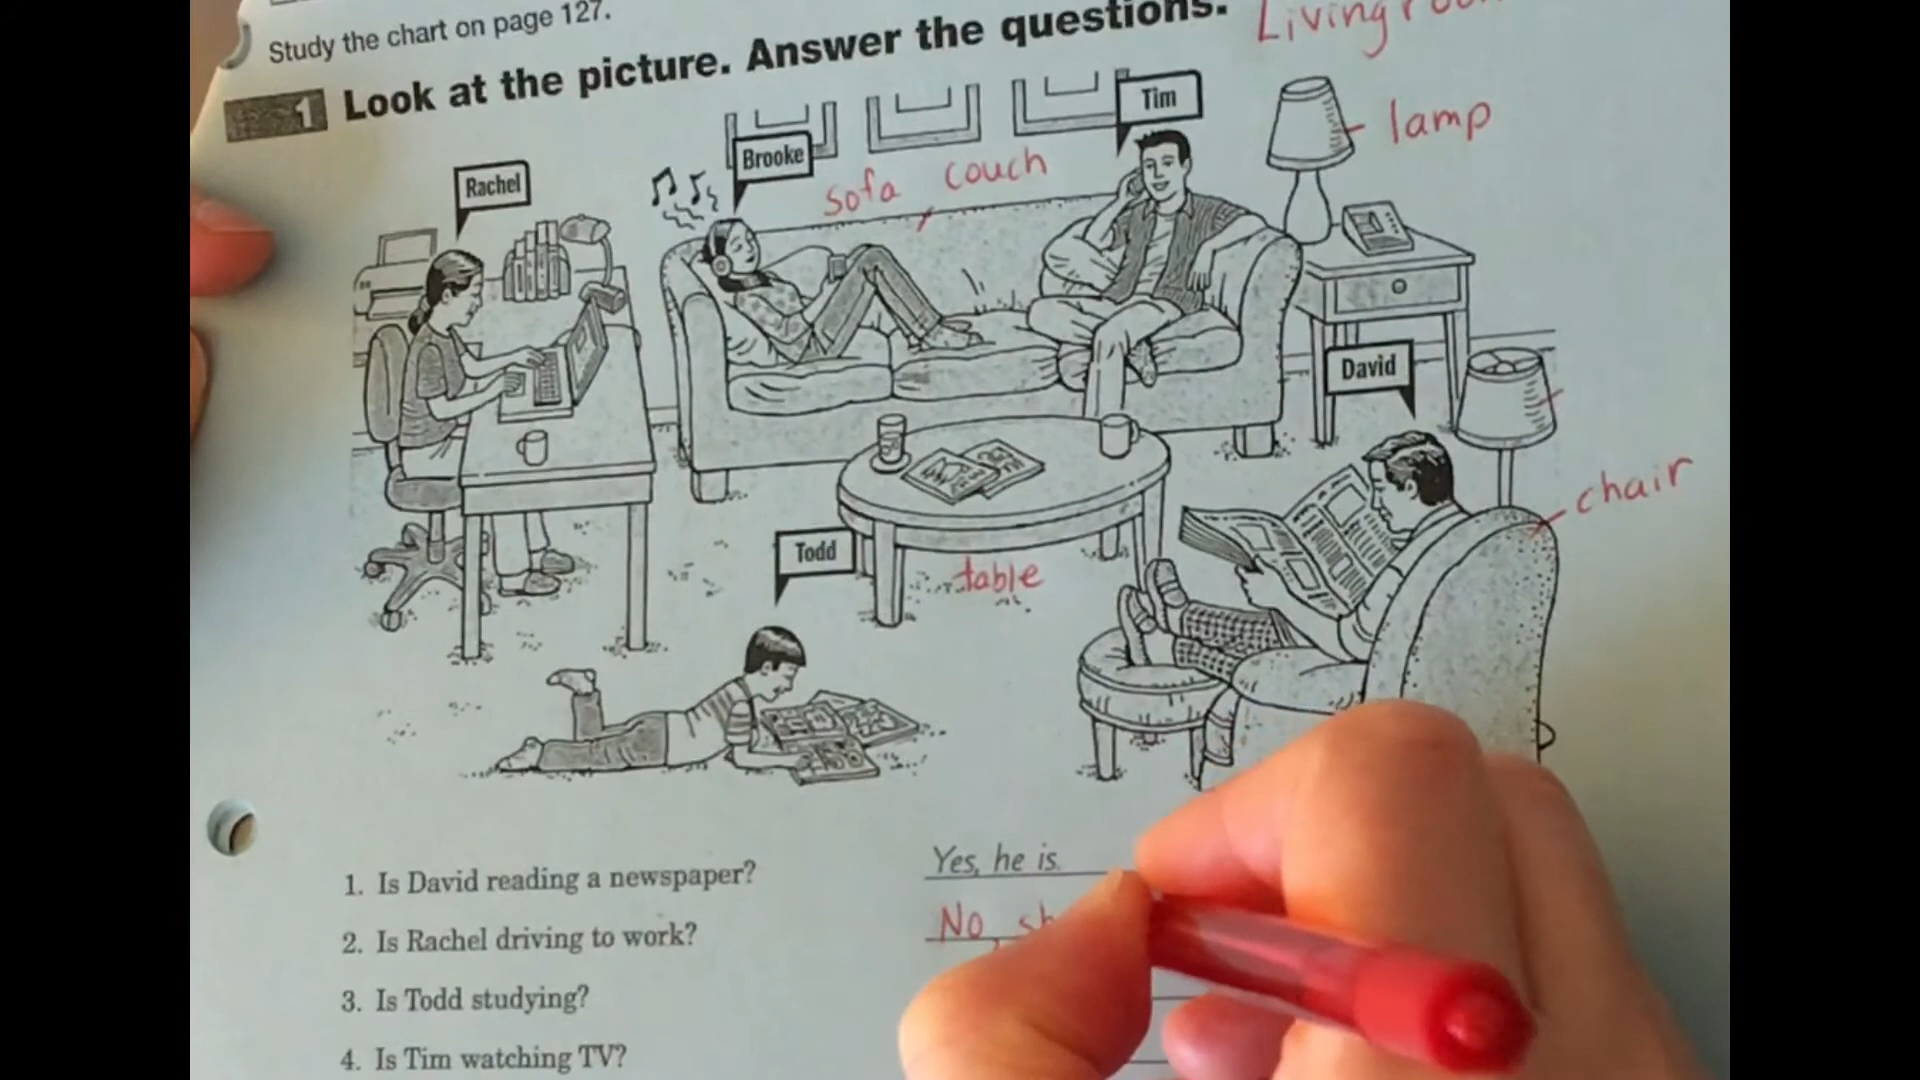 Study the chart on page 127.
1 Look at the picture. Answer the questions.
Tim
lamp
Brooke
sofa, couch
Rachel
David
chair
Todd
table
1. Is David reading a newspaper?
Yes, he is.
2. Is Rachel driving to work?
No, sh
3. Is Todd studying?
4. Is Tim watching TV?